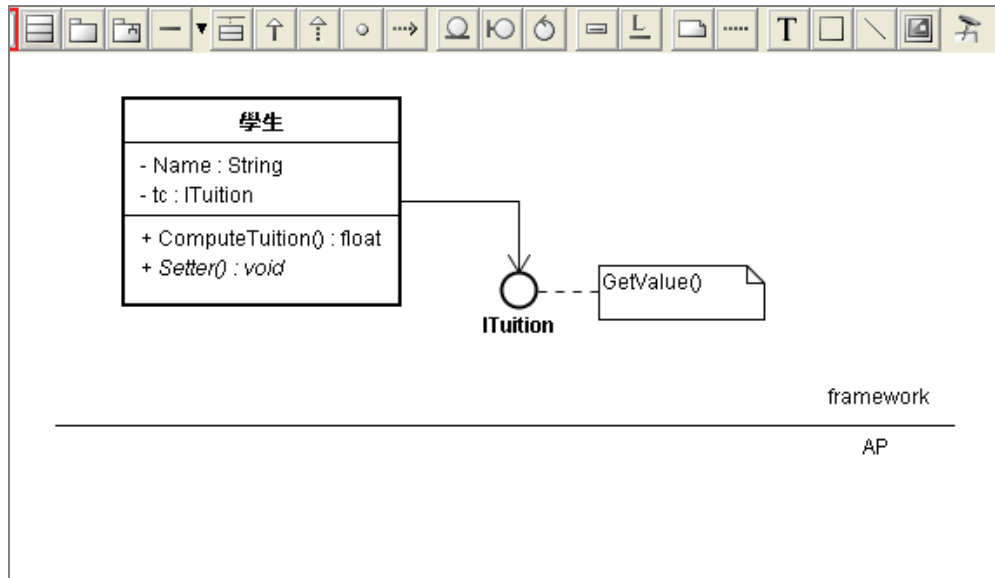 T
學生
- Name : String
- tc : ITuition
+ ComputeTuition() : float
+ Setter() : void
GetValue()
ITuition
framework
AP